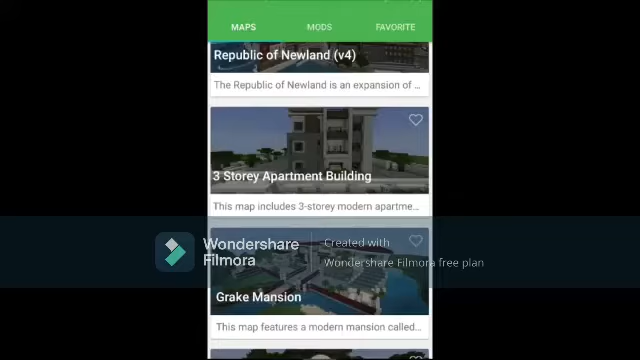 MAPS
MODS
FAVORITE
Republic of Newland (v4)
The Republic of Newland is an expansion of ...
3 Storey Apartment Building
This map includes 3-storey modern apartme...
Wondershare
Filmora
Created with
Wondershare Filmora free plan
Grake Mansion
This map features a modern mansion called...